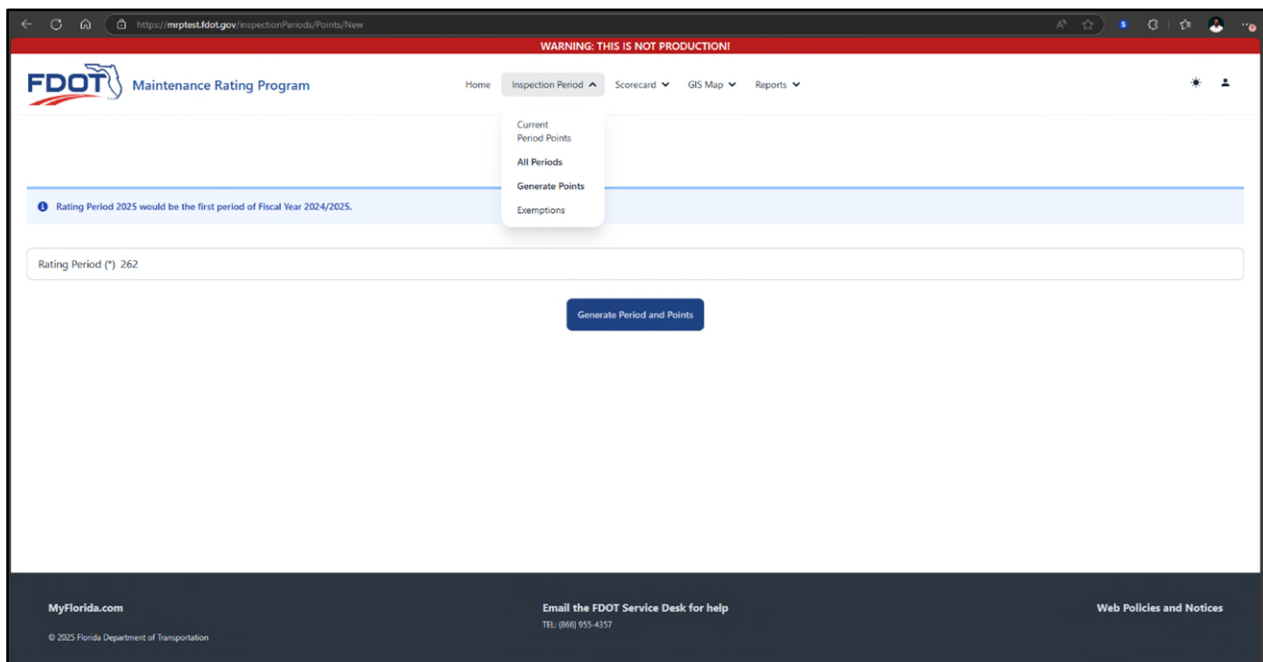 https://mrptest.fdot.gov/inspectionPeriods/Points/New
WARNING: THIS IS NOT PRODUCTION!
FDOT
Maintenance Rating Program
Home
Inspection Period
Scorecard
GIS Map
Reports
Current
Period Points
All Periods
Generate Points
Exemptions
Rating Period 2025 would be the first period of Fiscal Year 2024/2025.
Rating Period (*) 262
Generate Period and Points
MyFlorida.com
Email the FDOT Service Desk for help
Web Policies and Notices
TEL: (866) 955-4357
© 2025 Florida Department of Transportation